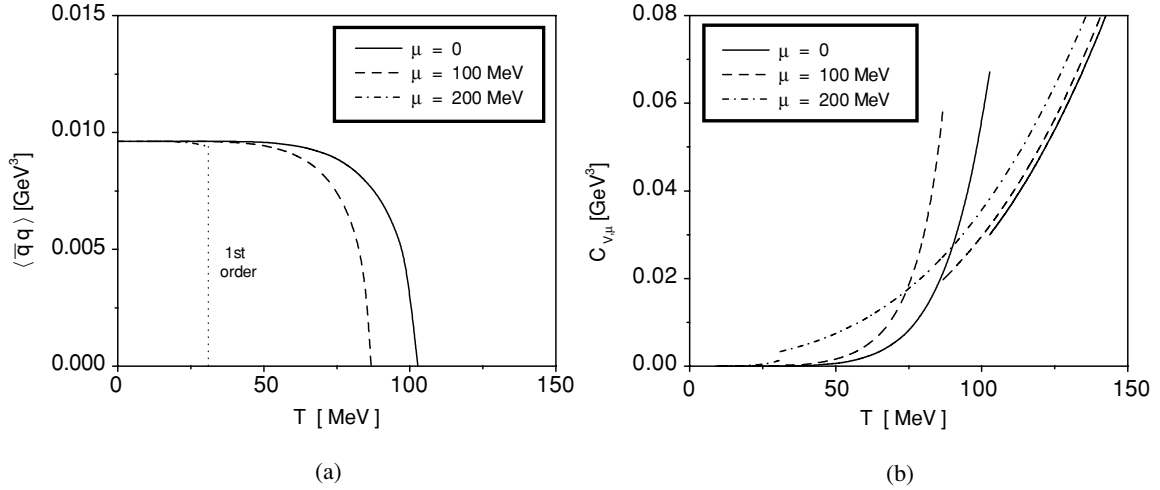 0.015
0.010
0.005
0.000
⟨q̄ q⟩ [GeV³]
μ = 0
μ = 100 MeV
μ = 200 MeV
1st
order
0
50
100
150
T [ MeV]
(a)
0.08
0.06
0.04
0.02
0.00
C V,μ [GeV³]
μ = 0
μ = 100 MeV
μ = 200 MeV
0
50
100
150
T [ MeV]
(b)